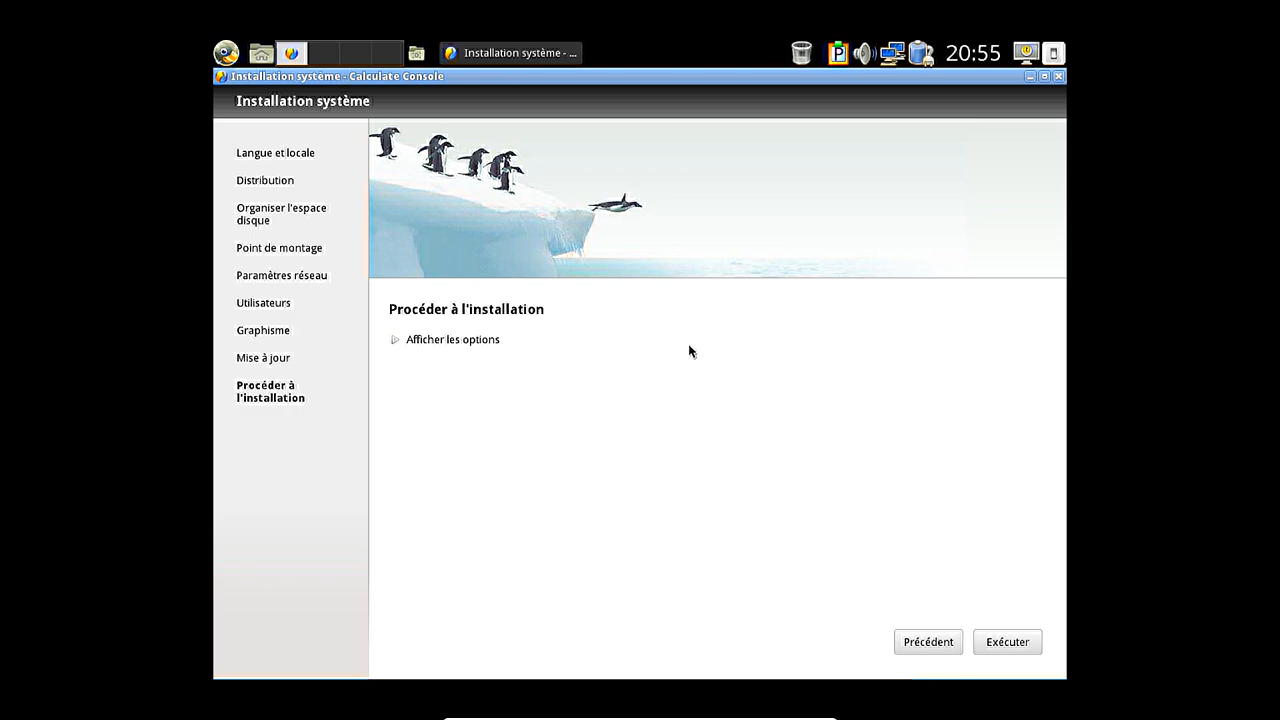 Installation système - ...
P
20:55
Installation système - Calculate Console
Installation système
Langue et locale
Distribution
Organiser l'espace
disque
Point de montage
Paramètres réseau
Utilisateurs
Graphisme
Mise à jour
Procéder à
l'installation
Procéder à l'installation
Afficher les options
Précédent
Exécuter